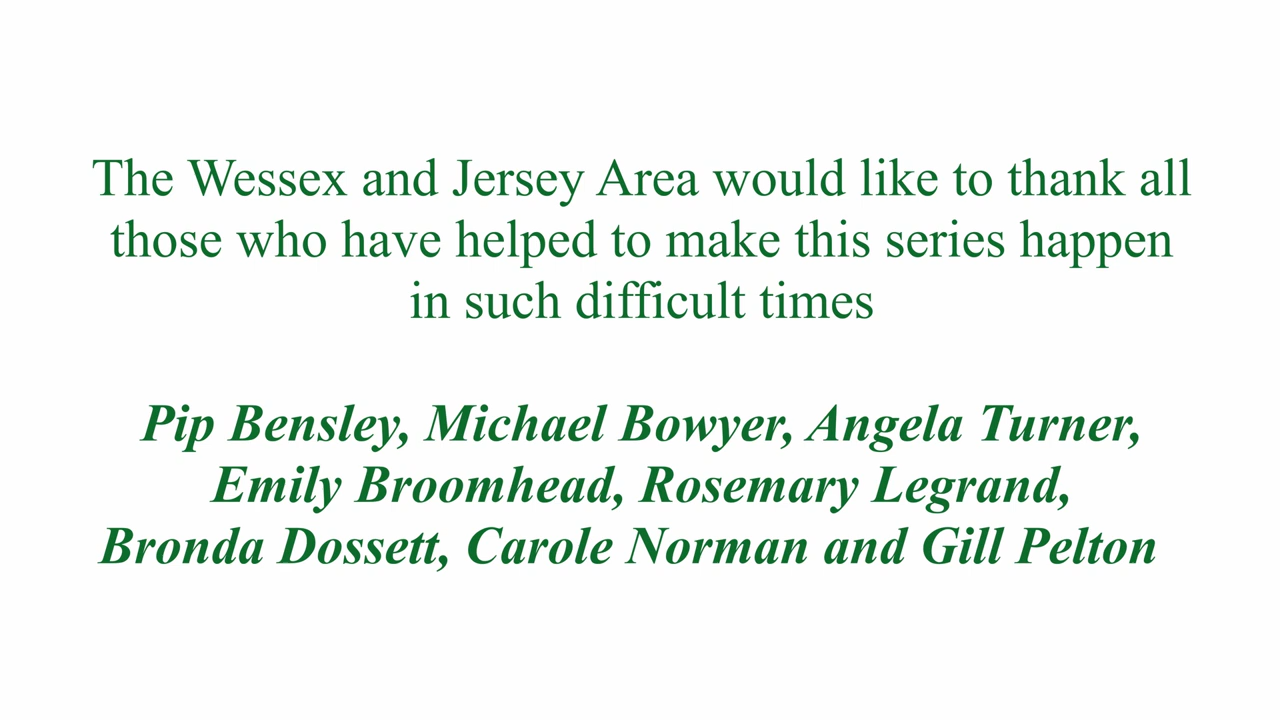 The Wessex and Jersey Area would like to thank all
those who have helped to make this series happen
in such difficult times
Pip Bensley, Michael Bowyer, Angela Turner,
Emily Broomhead, Rosemary Legrand,
Bronda Dossett, Carole Norman and Gill Pelton